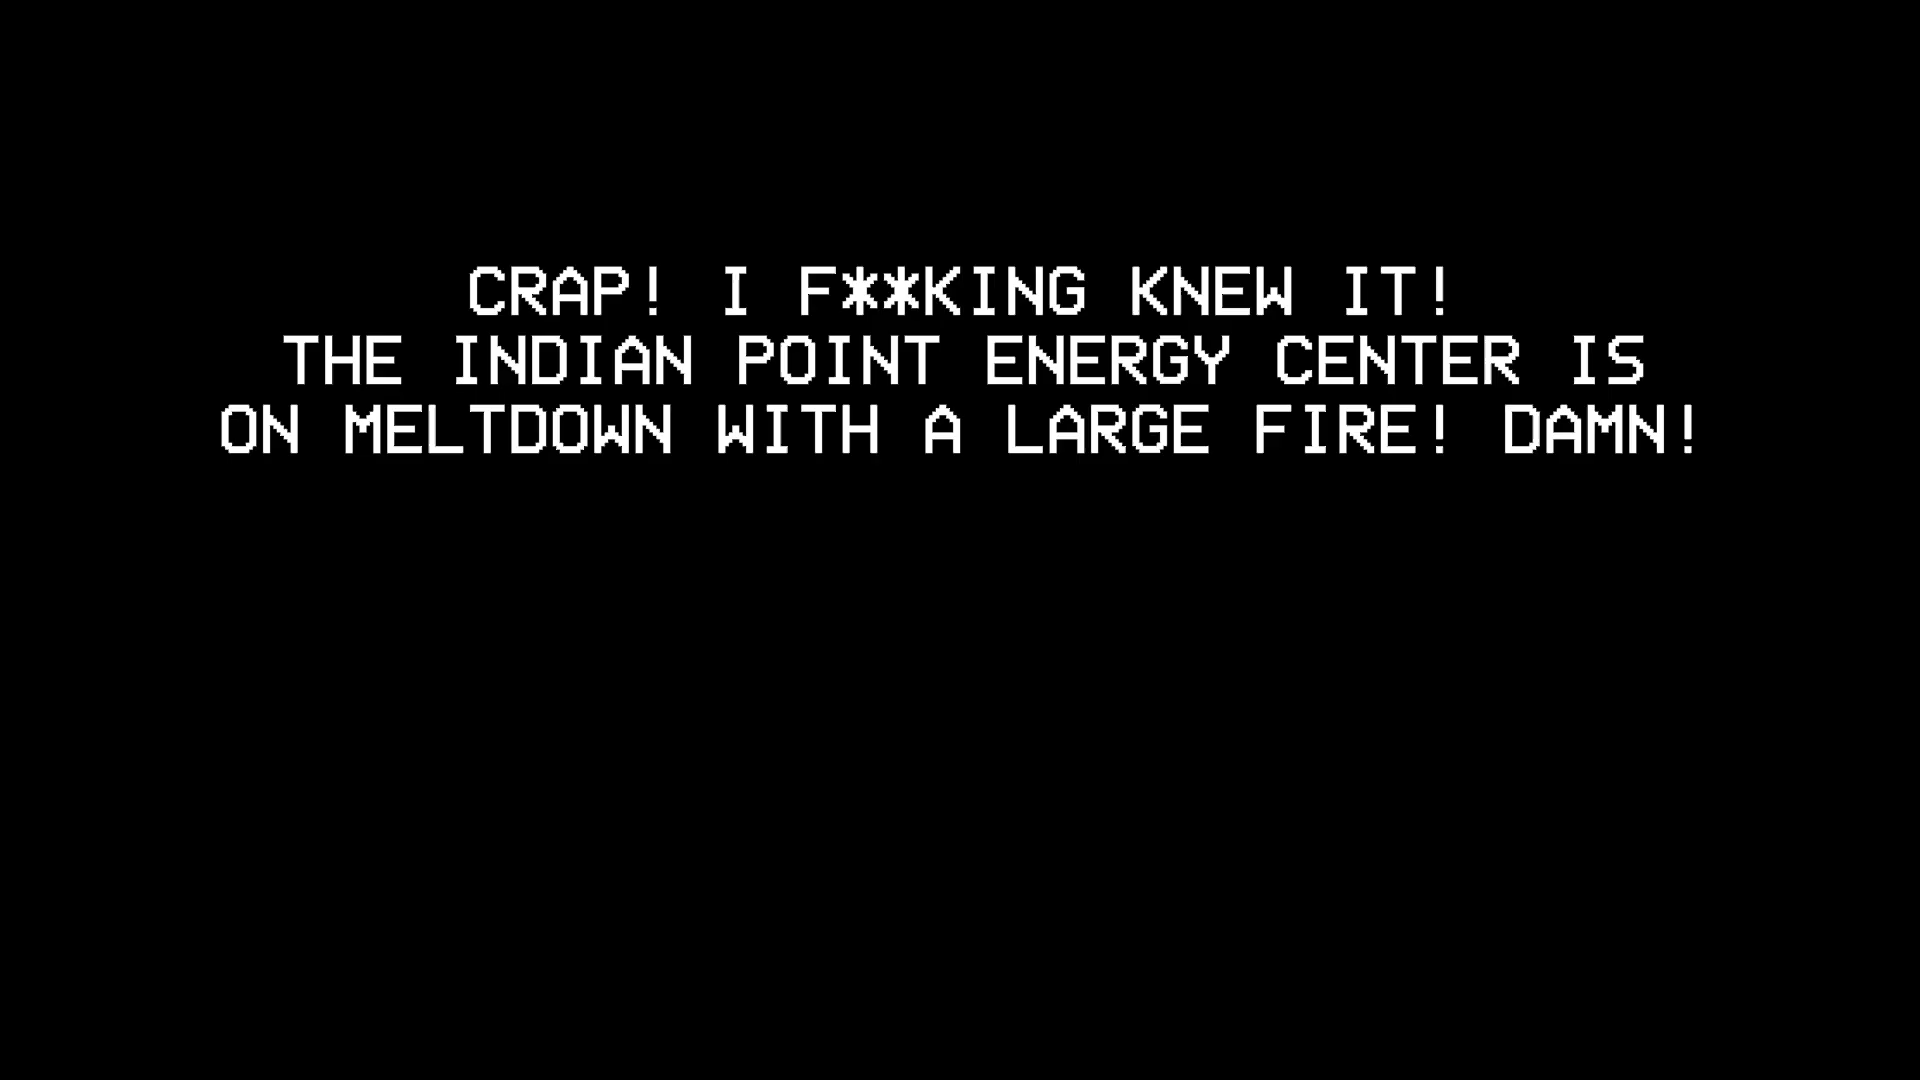 CRAP! I F**KING KNEW IT!
THE INDIAN POINT ENERGY CENTER IS
ON MELTDOWN WITH A LARGE FIRE! DAMN!